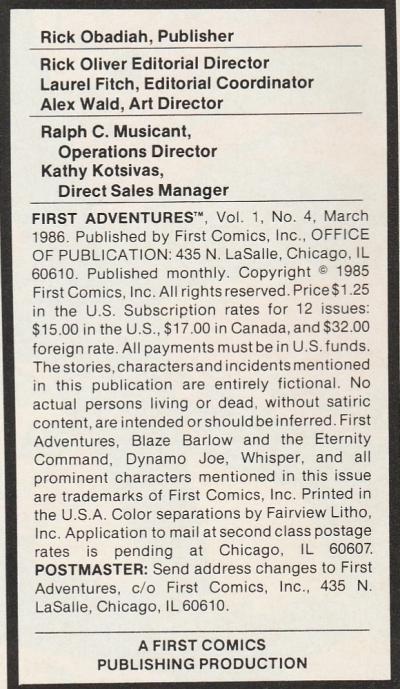 Rick Obadiah, Publisher
Rick Oliver Editorial Director
Laurel Fitch, Editorial Coordinator
Alex Wald, Art Director
Ralph C. Musicant,
Operations Director
Kathy Kotsivas,
Direct Sales Manager
FIRST ADVENTURES™, Vol. 1, No. 4, March
1986. Published by First Comics, Inc., OFFICE
OF PUBLICATION: 435 N. LaSalle, Chicago, IL
60610. Published monthly. Copyright © 1985
First Comics, Inc. All rights reserved. Price $1.25
in the U.S. Subscription rates for 12 issues:
$15.00 in the U.S., $17.00 in Canada, and $32.00
foreign rate. All payments must be in U.S. funds.
The stories, characters and incidents mentioned
in this publication are entirely fictional. No
actual persons living or dead, without satiric
content, are intended or should be inferred. First
Adventures, Blaze Barlow and the Eternity
Command, Dynamo Joe, Whisper, and all
prominent characters mentioned in this issue
are trademarks of First Comics, Inc. Printed in
the U.S.A. Color separations by Fairview Litho,
Inc. Application to mail at second class postage
rates is pending at Chicago, IL 60607.
POSTMASTER: Send address changes to First
Adventures, c/o First Comics, Inc., 435 N.
LaSalle, Chicago, IL 60610.
A FIRST COMICS
PUBLISHING PRODUCTION